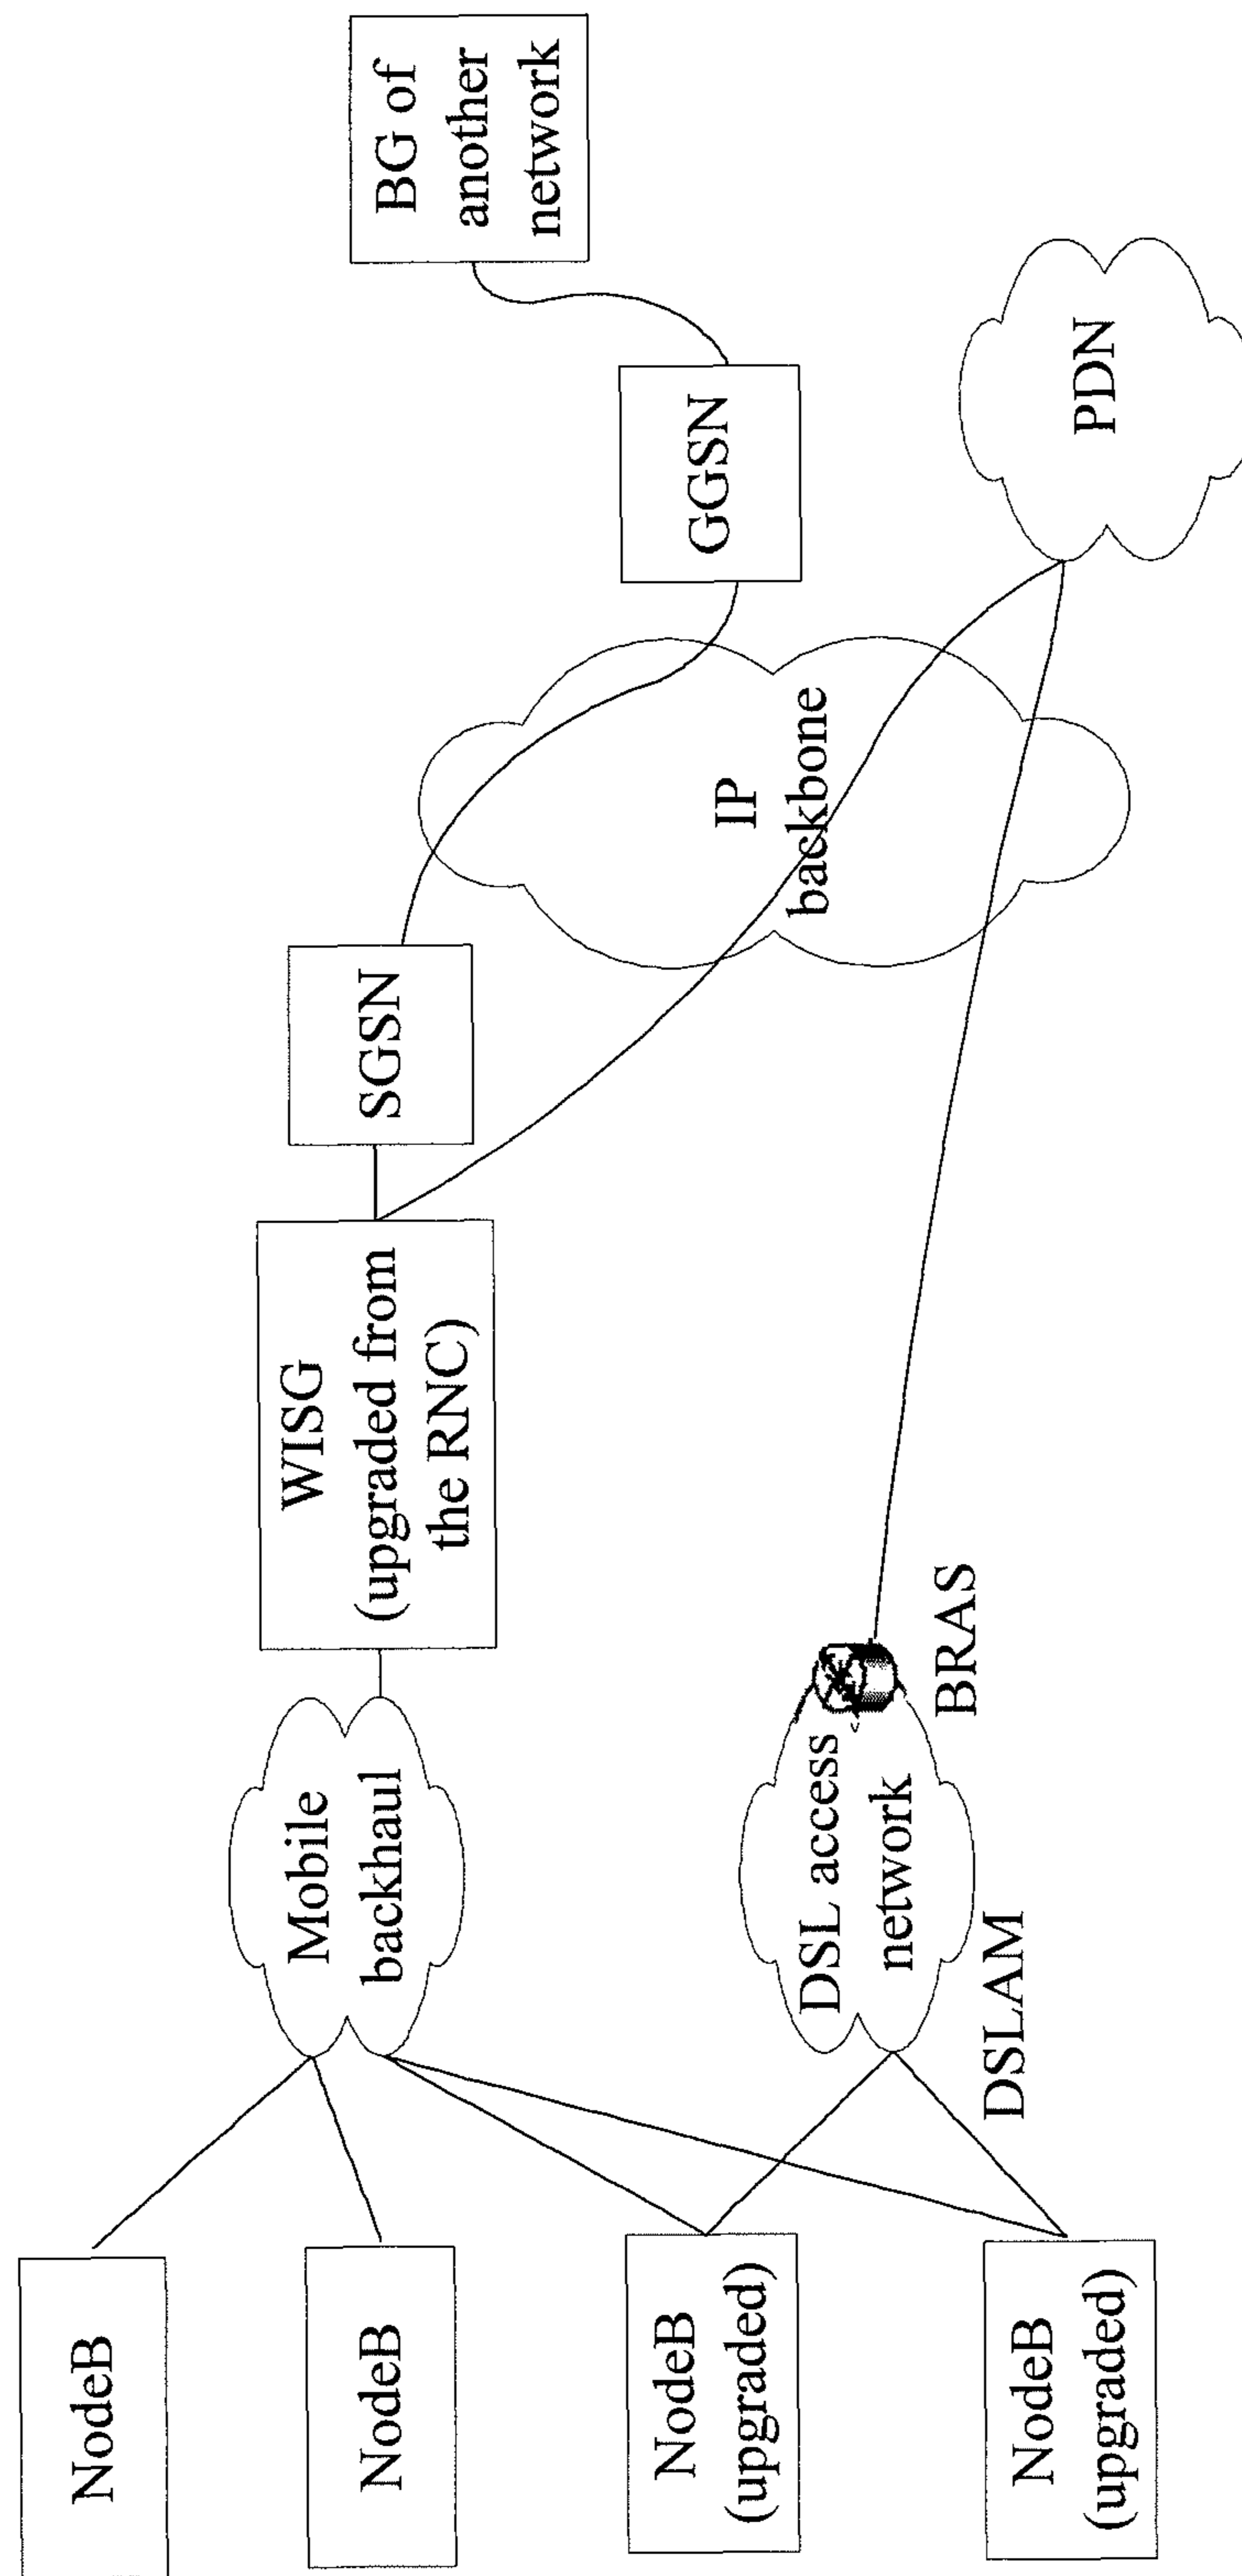 NodeB
NodeB
NodeB
(upgraded)
NodeB
(upgraded)
Mobile
backhaul
DSL access
network
DSLAM
BRAS
WISG
(upgraded from
the RNC)
SGSN
IP
backbone
GGSN
PDN
BG of
another
network